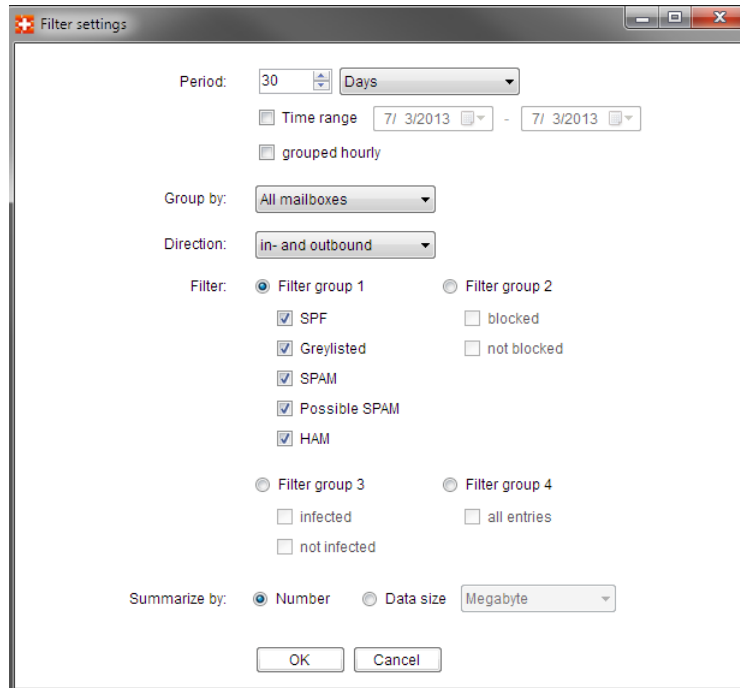 Filter settings
Period: 30 Days
Time range 7/ 3/2013 - 7/ 3/2013
grouped hourly
Group by: All mailboxes
Direction: in- and outbound
Filter: Filter group 1 Filter group 2
SPF blocked
Greylisted not blocked
SPAM
Possible SPAM
HAM
Filter group 3 Filter group 4
infected all entries
not infected
Summarize by: Number Data size Megabyte
OK Cancel